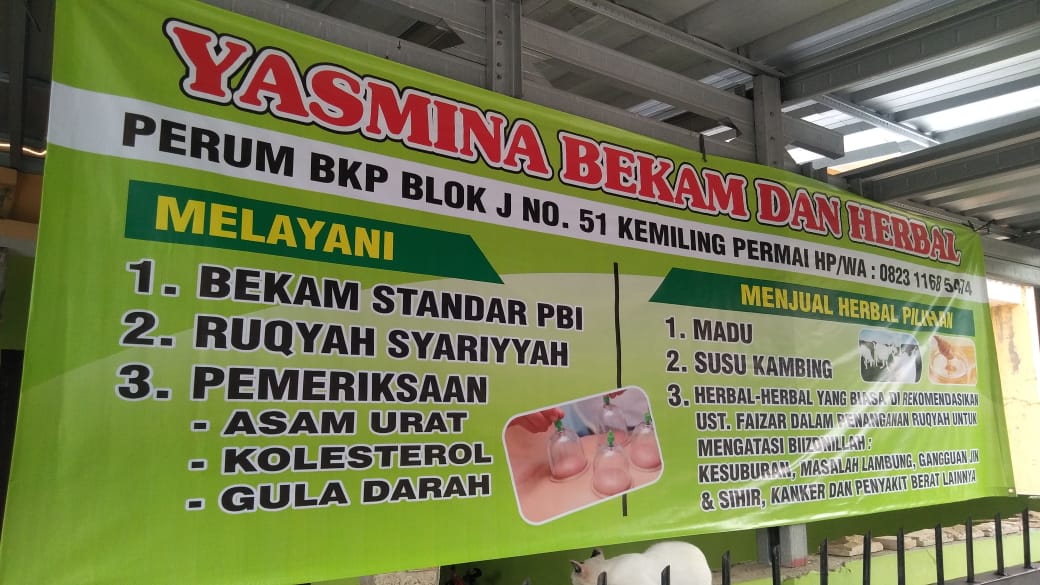 YASMINA BEKAM DAN HERBAL
PERUM BKP BLOK J NO. 51 KEMILING PERMAI HP/WA : 0823 1168 5474
MELAYANI
1. BEKAM STANDAR PBI
2. RUQYAH SYARIYYAH
3. PEMERIKSAAN
- ASAM URAT
- KOLESTEROL
- GULA DARAH
MENJUAL HERBAL PILIHAN
1. MADU
2. SUSU KAMBING
3. HERBAL-HERBAL YANG BIASA DI REKOMENDASIKAN
UST. FAIZAR DALAM PENANGANAN RUQYAH UNTUK
MENGATASI BIIZONILLAH :
KESUBURAN, MASALAH LAMBUNG, GANGGUAN JIN
& SIHIR, KANKER DAN PENYAKIT BERAT LAINNYA